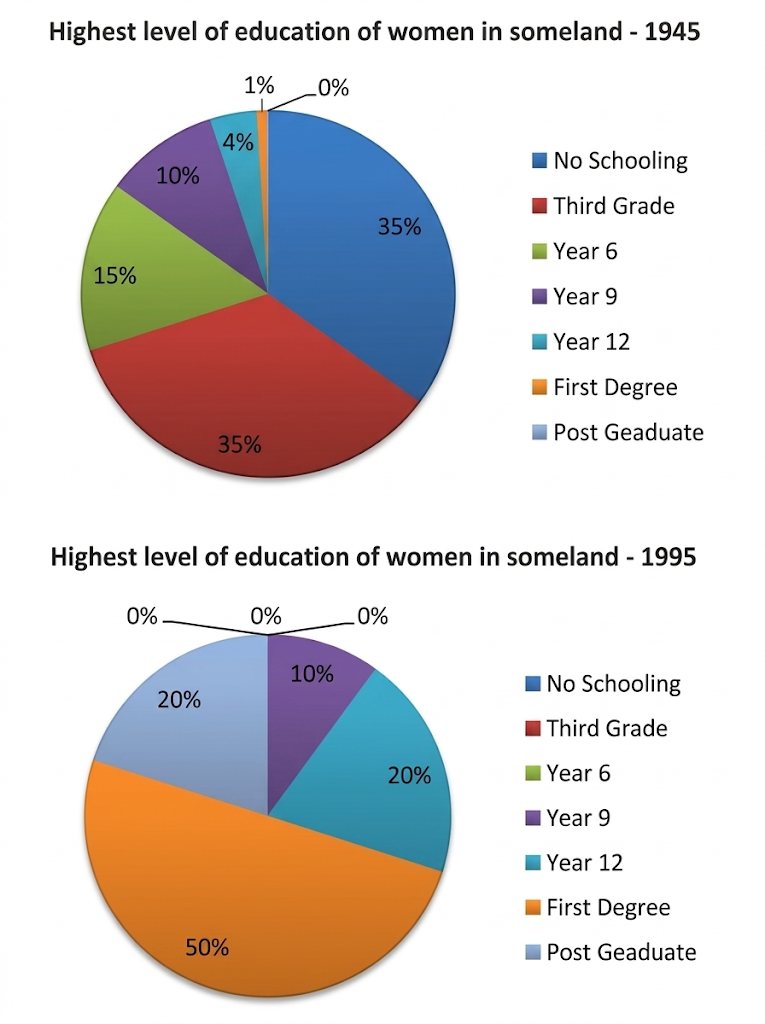 Highest level of education of women in someland - 1945
1% 0%
4%
10%
35%
15%
35%
No Schooling
Third Grade
Year 6
Year 9
Year 12
First Degree
Post Geaduate
Highest level of education of women in someland - 1995
0% 0% 0%
10%
20%
20%
50%
No Schooling
Third Grade
Year 6
Year 9
Year 12
First Degree
Post Geaduate